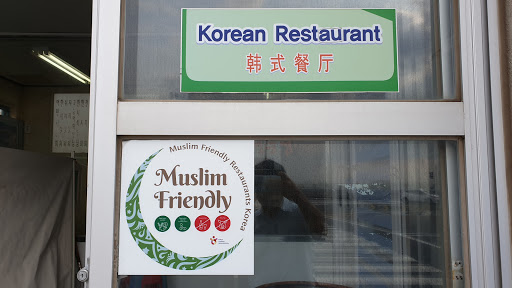 Korean Restaurant
韩式餐厅
Muslim Friendly Restaurants Korea
Muslim
Friendly